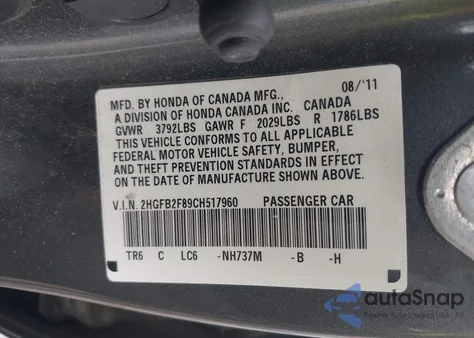 MFD. BY HONDA OF CANADA MFG., 08/'11
A DIVISION OF HONDA CANADA INC. CANADA
GVWR 3792LBS GAWR F 2029LBS R 1786LBS
THIS VEHICLE CONFORMS TO ALL APPLICABLE
FEDERAL MOTOR VEHICLE SAFETY, BUMPER,
AND THEFT PREVENTION STANDARDS IN EFFECT
ON THE DATE OF MANUFACTURE SHOWN ABOVE.
V.I.N. 2HGFB2F89CH517960 PASSENGER CAR
TR6 C LC6 -NH737M -B -H
autoSnap